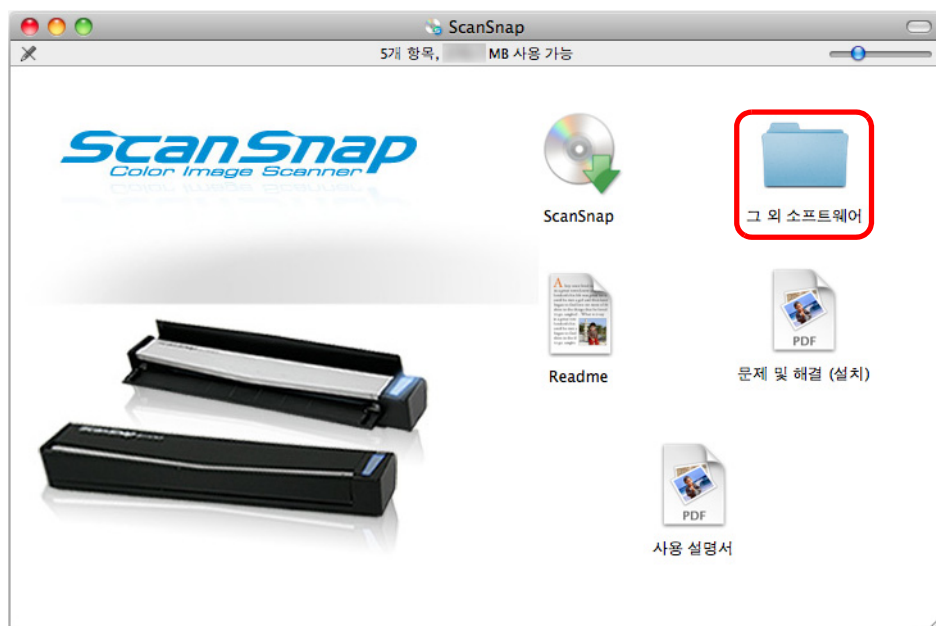 ScanSnap
5개 항목, MB 사용 가능
ScanSnap
Color Image Scanner
ScanSnap
그 외 소프트웨어
Readme
PDF
문제 및 해결 (설치)
PDF
사용 설명서
ScanSnap